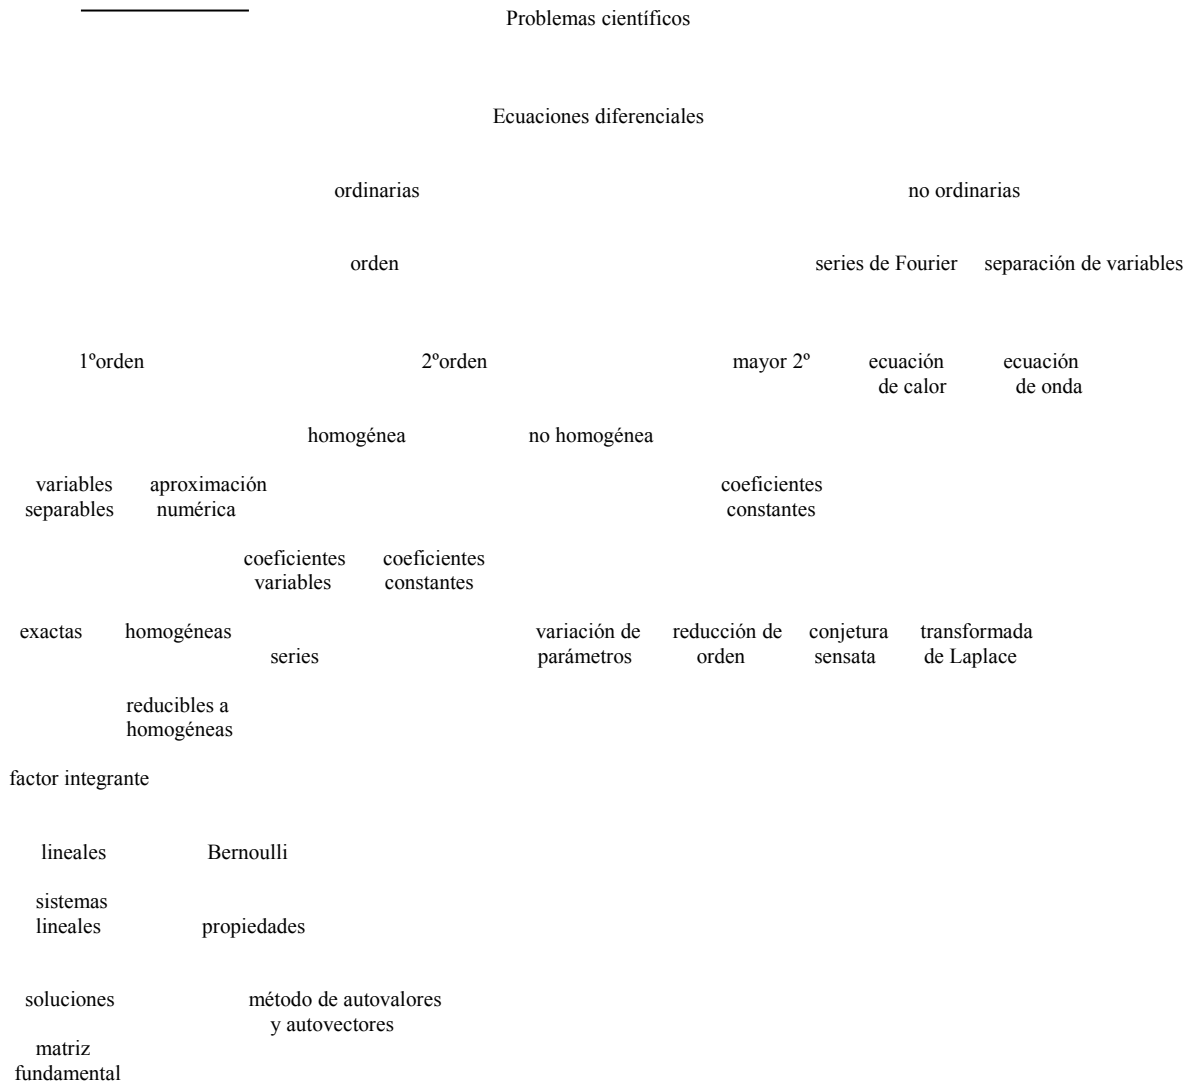 Problemas científicos
Ecuaciones diferenciales
ordinarias no ordinarias
orden series de Fourier separación de variables
1ºorden 2ºorden mayor 2º ecuación ecuación
de calor de onda
homogénea no homogénea
variables aproximación coeficientes
separables numérica constantes
coeficientes coeficientes
variables constantes
exactas homogéneas variación de reducción de conjetura transformada
series parámetros orden sensata de Laplace
reducibles a
homogéneas
factor integrante
lineales Bernoulli
sistemas
lineales propiedades
soluciones método de autovalores
y autovectores
matriz
fundamental